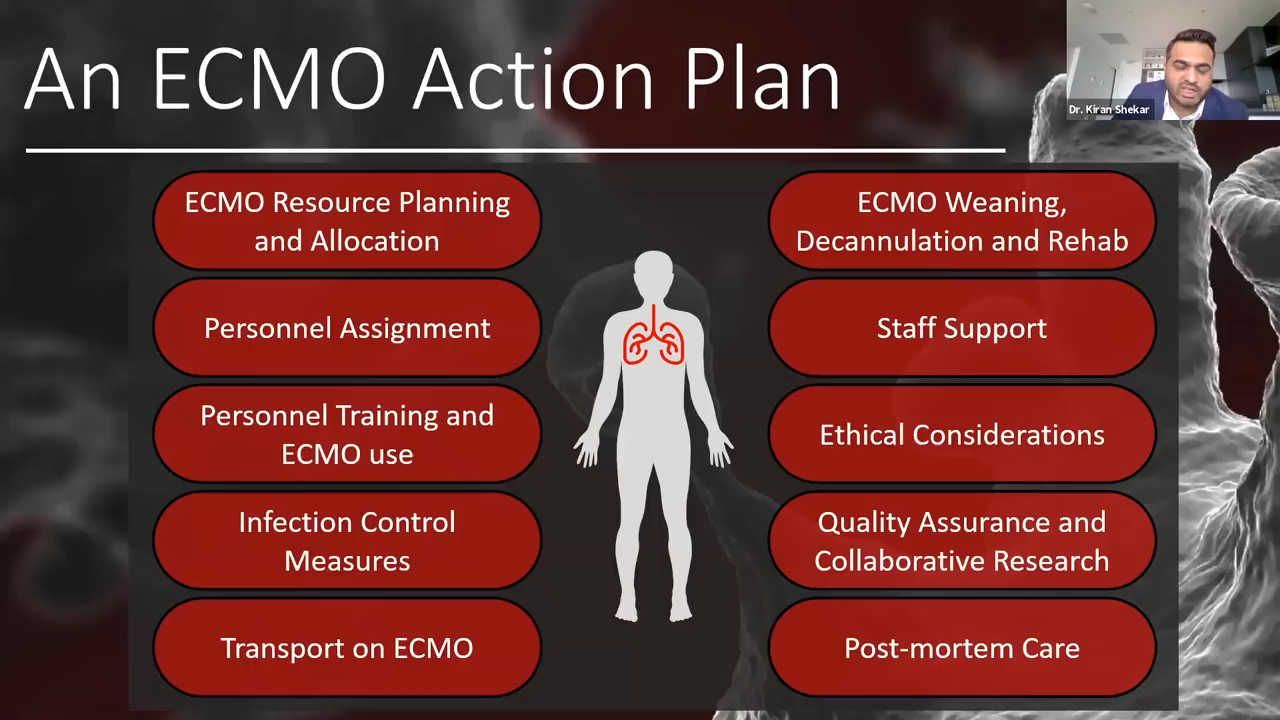 An ECMO Action Plan
Dr. Kiran Shekar
ECMO Resource Planning
and Allocation
Personnel Assignment
Personnel Training and
ECMO use
Infection Control
Measures
Transport on ECMO
ECMO Weaning,
Decannulation and Rehab
Staff Support
Ethical Considerations
Quality Assurance and
Collaborative Research
Post-mortem Care